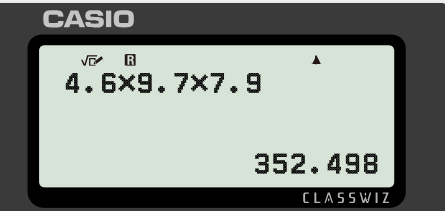 CASIO
√ R ▲
4.6×9.7×7.9
352.498
CLASSWIZ